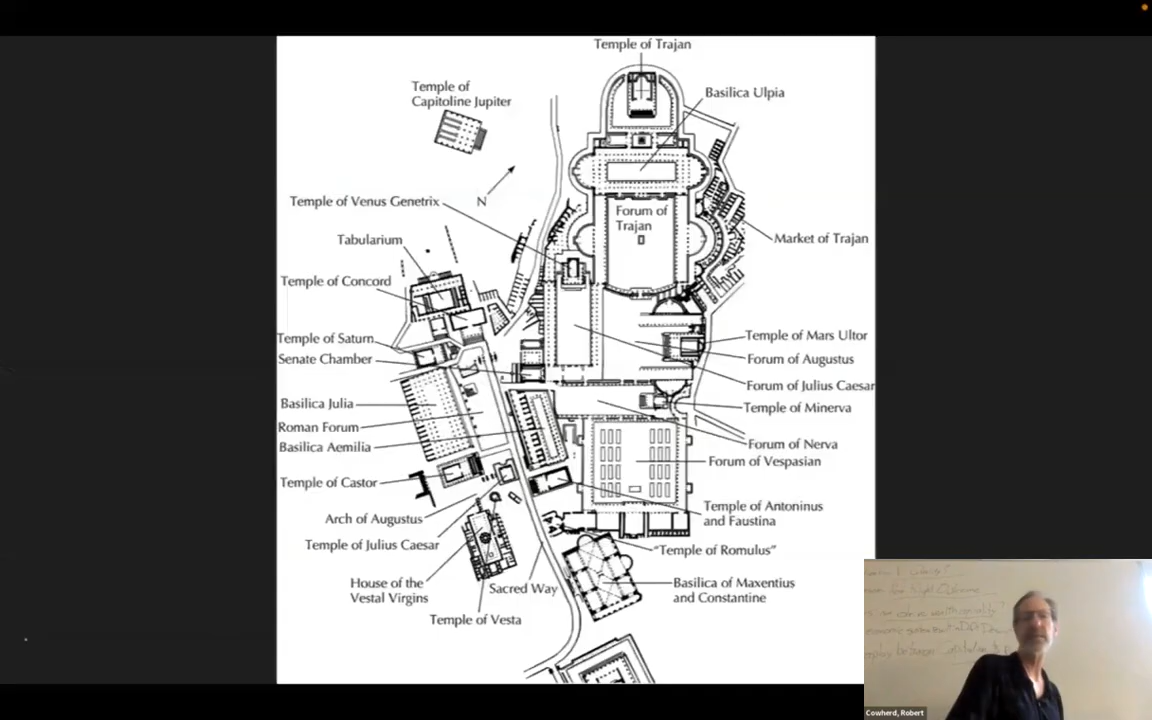 Temple of Trajan
Temple of
Capitoline Jupiter
Basilica Ulpia
N
Temple of Venus Genetrix
Forum of
Trajan
Tabularium
Market of Trajan
Temple of Concord
Temple of Saturn
Temple of Mars Ultor
Senate Chamber
Forum of Augustus
Forum of Julius Caesar
Basilica Julia
Temple of Minerva
Roman Forum
Basilica Aemilia
Forum of Nerva
Forum of Vespasian
Temple of Castor
Temple of Antoninus
and Faustina
Arch of Augustus
Temple of Julius Caesar
"Temple of Romulus"
House of the
Vestal Virgins
Sacred Way
Basilica of Maxentius
and Constantine
Temple of Vesta
Cowherd, Robert